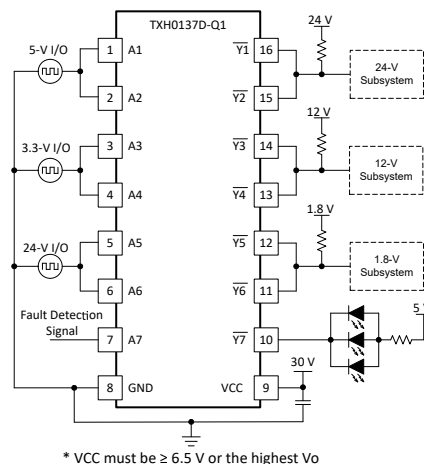 TXH0137D-Q1
5-V I/O
1 A1
2 A2
3.3-V I/O
3 A3
4 A4
24-V I/O
5 A5
6 A6
Fault Detection
Signal
7 A7
8 GND
Y1 16
Y2 15
24 V
24-V
Subsystem
Y3 14
Y4 13
12 V
12-V
Subsystem
Y5 12
Y6 11
1.8 V
1.8-V
Subsystem
Y7 10
5 V
VCC 9
30 V
* VCC must be ≥ 6.5 V or the highest Vo